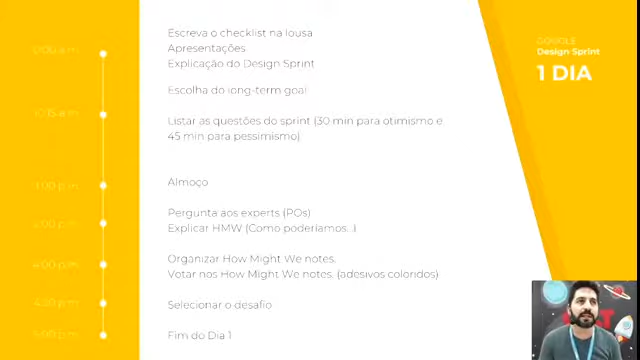 Escreva o checklist na lousa
Apresentações
Explicação do Design Sprint
Escolha do long-term goal
10:15 a.m
Listar as questões do sprint (30 min para otimismo e
45 min para pessimismo)
Almoço
Pergunta aos experts (POs)
Explicar HMW (Como poderíamos...)
4:00 p.m.
Organizar How Might We notes.
Votar nos How Might We notes. (adesivos coloridos)
4:30 p.m.
Selecionar o desafio
5:00 p.m.
Fim do Dia 1
GOOGLE
Design Sprint
1 DIA